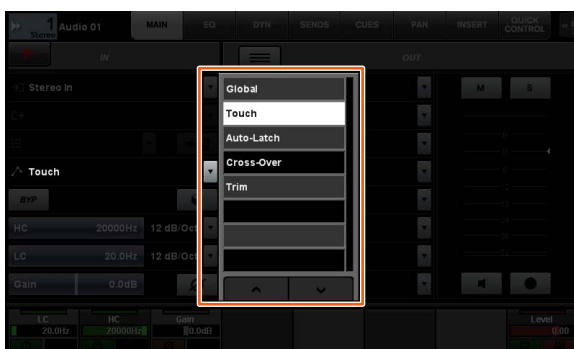 1 Audio 01 MAIN EQ DYN SENDS CUES PAN INSERT QUICK CONTROL
Stereo
IN OUT
Stereo In
M S
Global
Touch
Auto-Latch
Cross-Over
Trim
Touch
BYP
HC 20000Hz 12 dB/Oct
LC 20.0Hz 12 dB/Oct
Gain 0.0dB
LC HC Gain Level
20.0Hz 20000Hz 0.0dB 0.00